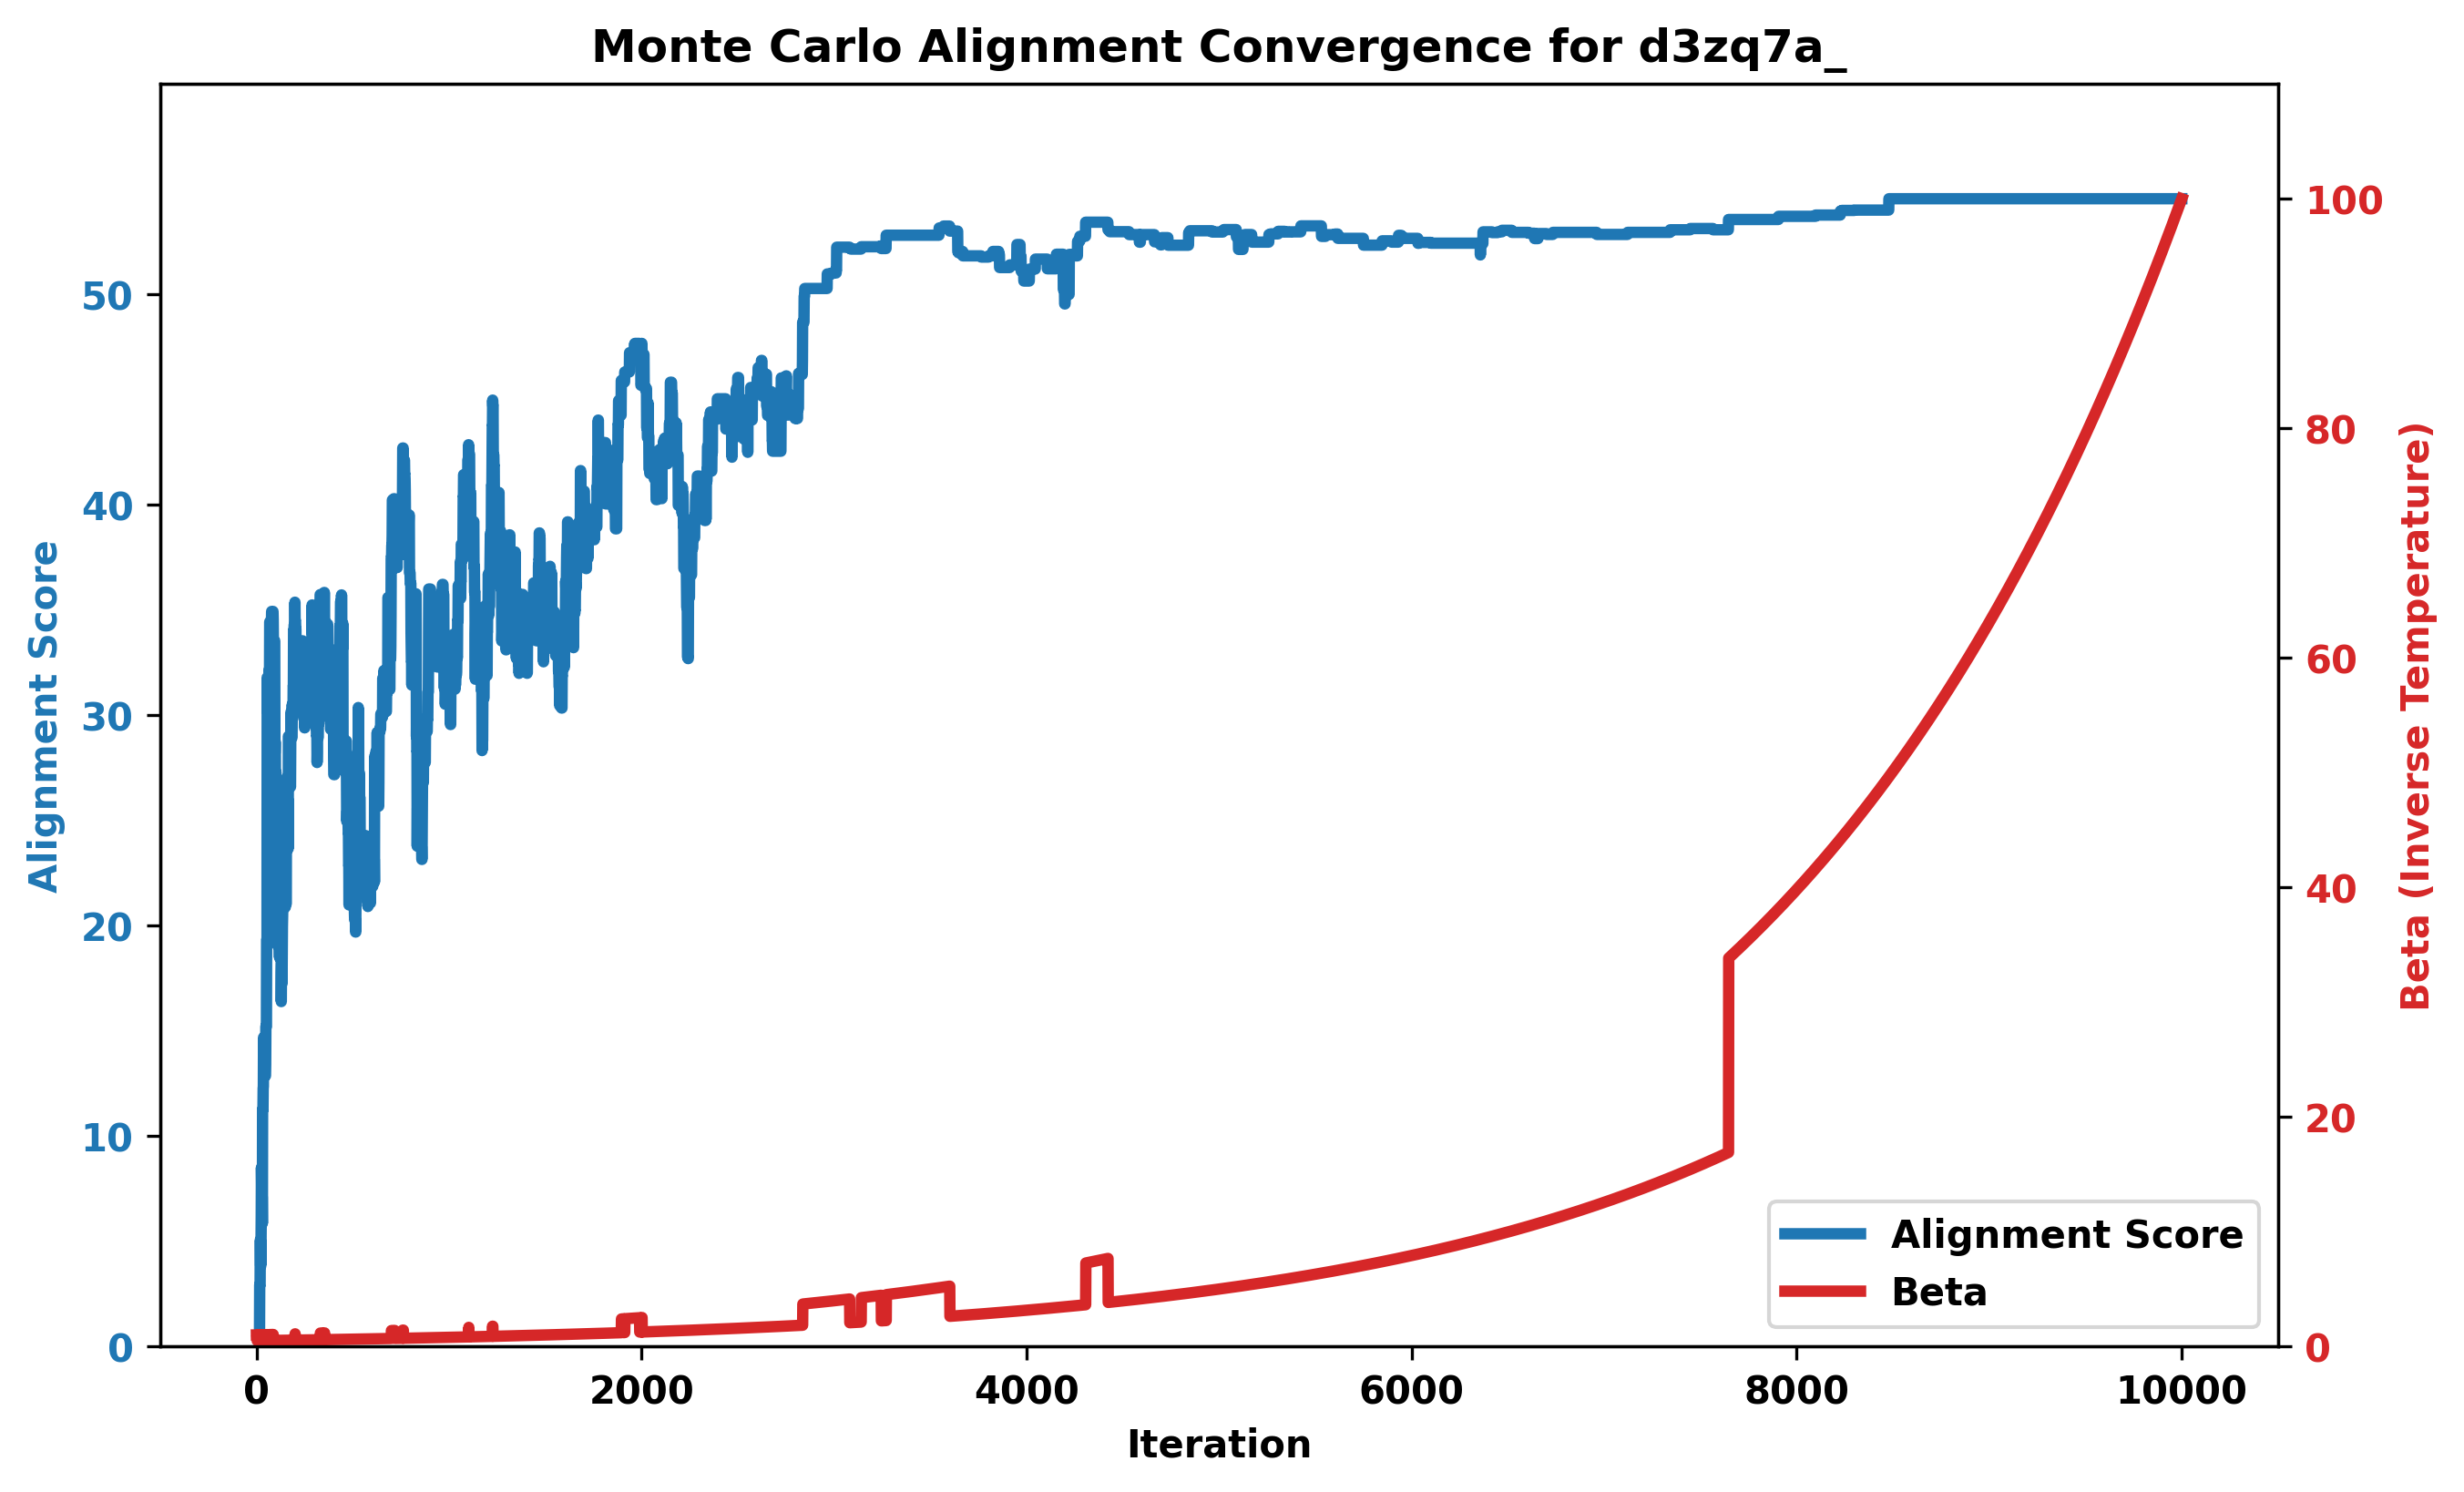 Monte Carlo Alignment Convergence for d3zq7a_
Alignment Score
50
40
30
20
10
0
100
80
60
40
20
0
Beta (Inverse Temperature)
Alignment Score
Beta
0 2000 4000 6000 8000 10000
Iteration